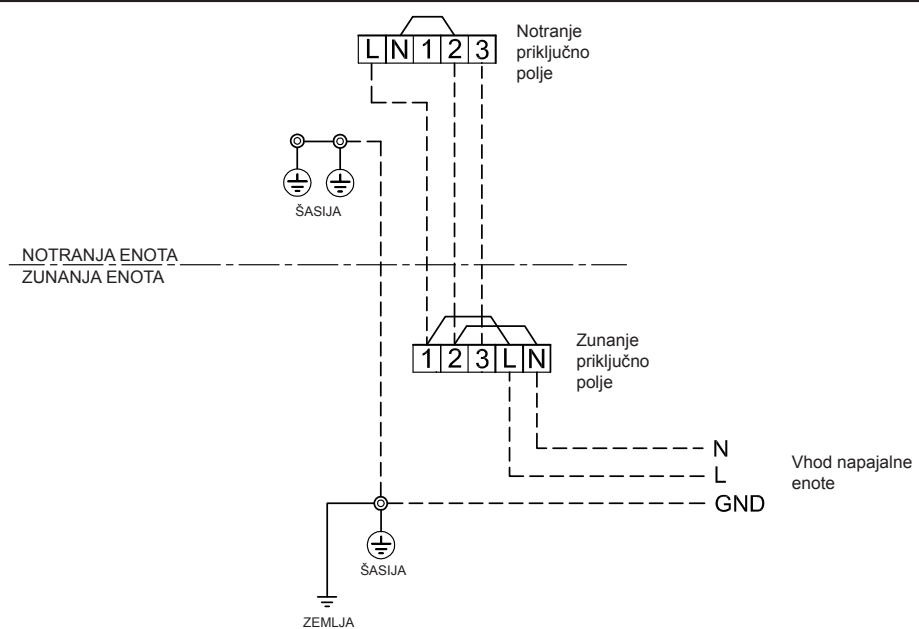 Notranje
priključno
polje
L N 1 2 3
ŠASIJA
NOTRANJA ENOTA
ZUNANJA ENOTA
Zunanje
priključno
polje
1 2 3 L N
N
L
GND
Vhod napajalne
enote
ŠASIJA
ZEMLJA